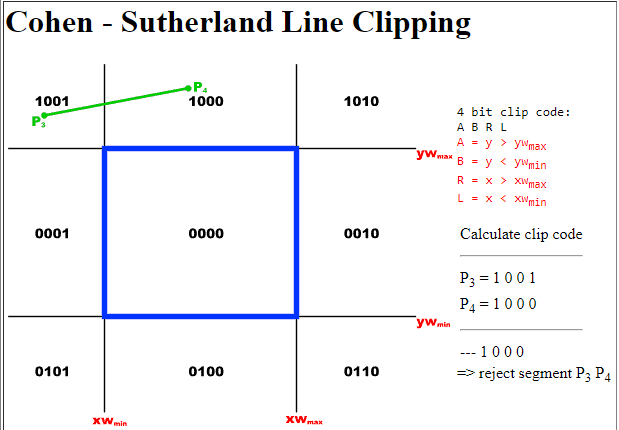 Cohen - Sutherland Line Clipping
P4
1001 1000 1010
P3
4 bit clip code:
A B R L
A = y > ywmax
ywmax
B = y < ywmin
R = x > xwmax
L = x < xwmin
0001 0000 0010
Calculate clip code
P3 = 1 0 0 1
P4 = 1 0 0 0
ywmin
--- 1 0 0 0
0101 0100 0110
=> reject segment P3 P4
xwmin xwmax